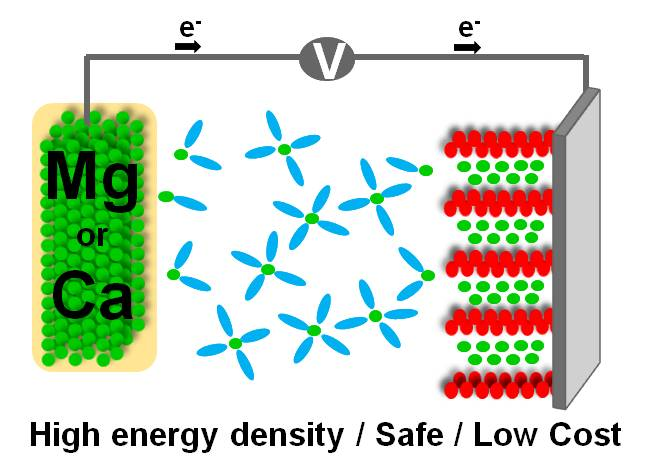 e⁻ e⁻
V
Mg
or
Ca
High energy density / Safe / Low Cost